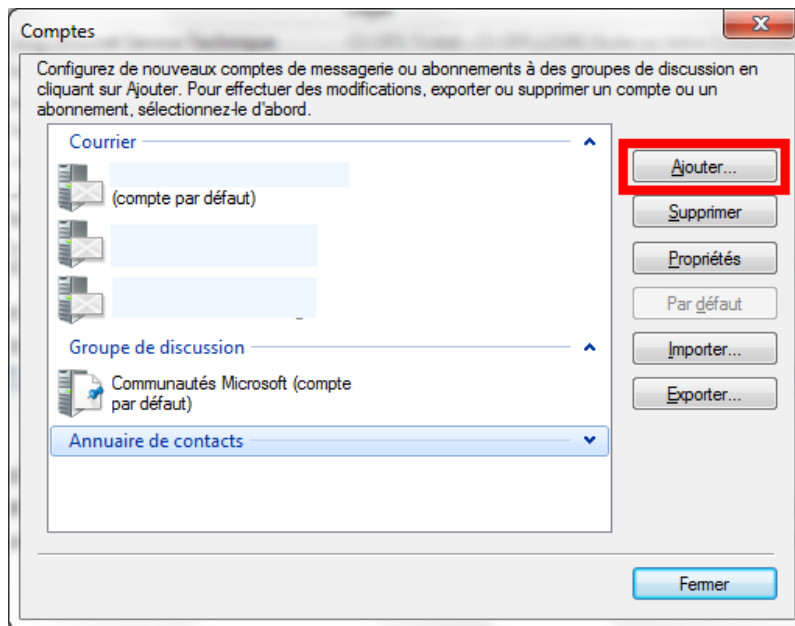 Comptes
Configurez de nouveaux comptes de messagerie ou abonnements à des groupes de discussion en
cliquant sur Ajouter. Pour effectuer des modifications, exporter ou supprimer un compte ou un
abonnement, sélectionnez-le d'abord.
Courrier
(compte par défaut)
Groupe de discussion
Communautés Microsoft (compte
par défaut)
Annuaire de contacts
Ajouter...
Supprimer
Propriétés
Par défaut
Importer...
Exporter...
Fermer